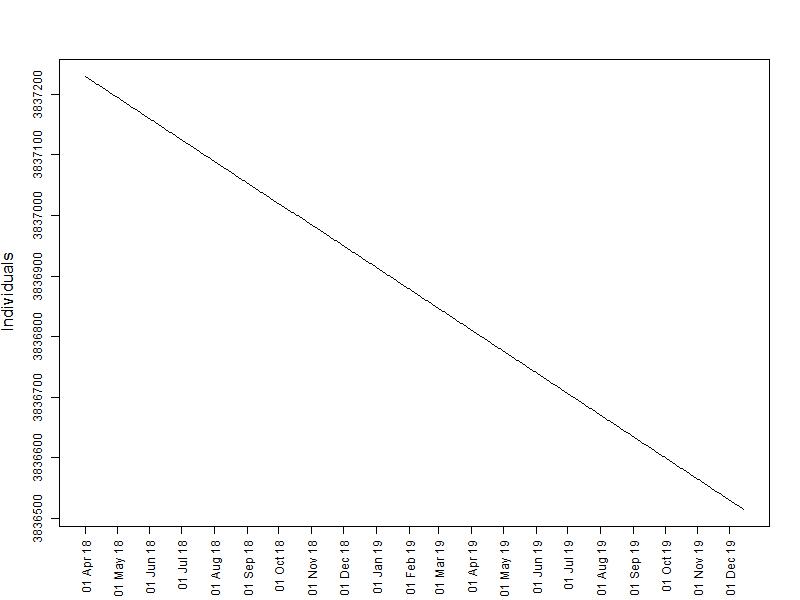 Individuals
3837200
3837100
3837000
3836900
3836800
3836700
3836600
3836500
01 Apr 18
01 May 18
01 Jun 18
01 Jul 18
01 Aug 18
01 Sep 18
01 Oct 18
01 Nov 18
01 Dec 18
01 Jan 19
01 Feb 19
01 Mar 19
01 Apr 19
01 May 19
01 Jun 19
01 Jul 19
01 Aug 19
01 Sep 19
01 Oct 19
01 Nov 19
01 Dec 19